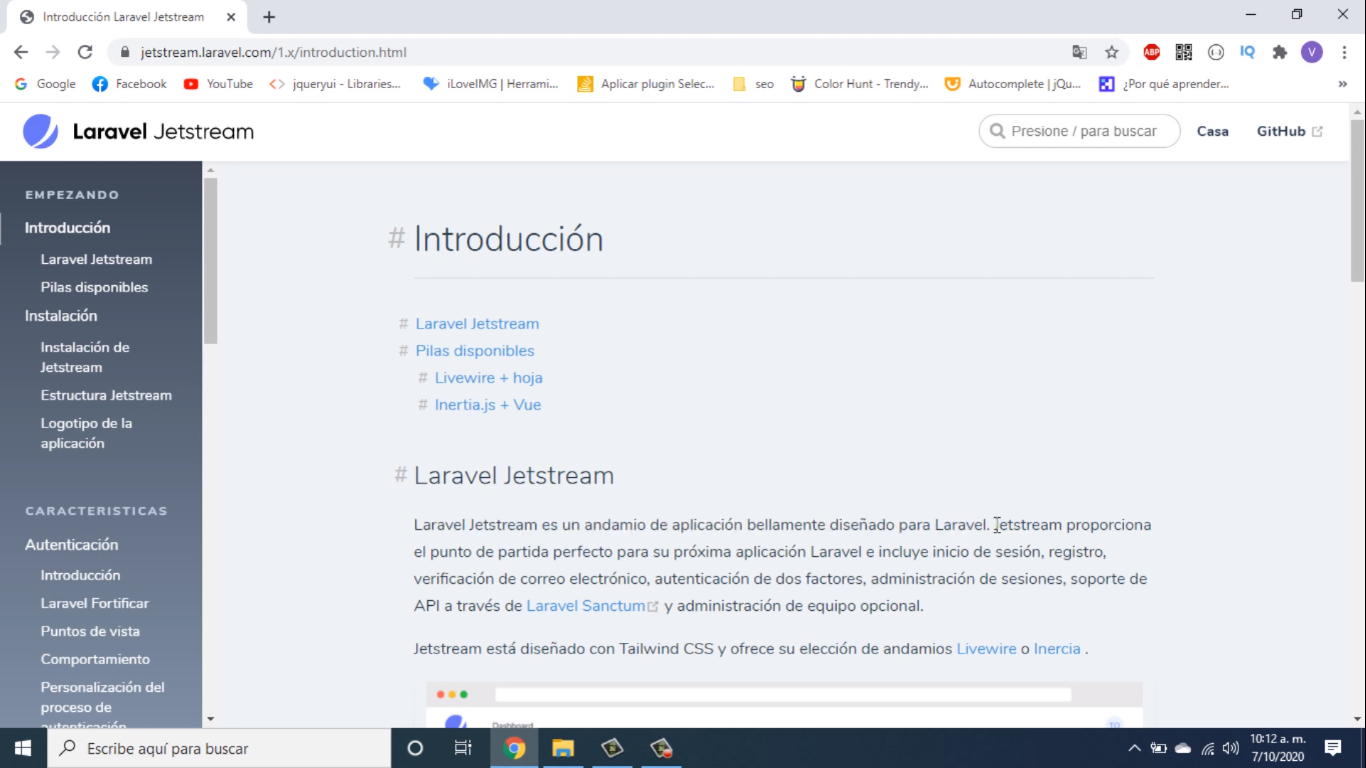 Introducción Laravel Jetstream
jetstream.laravel.com/1.x/introduction.html
ABP
IQ
V
Google
Facebook
YouTube
jqueryui - Libraries...
iLoveIMG | Herrami...
Aplicar plugin Selec...
seo
Color Hunt - Trendy...
Autocomplete | jQu...
¿Por qué aprender...
»
Laravel Jetstream
Presione / para buscar
Casa
GitHub
EMPEZANDO
Introducción
Laravel Jetstream
Pilas disponibles
Instalación
Instalación de
Jetstream
Estructura Jetstream
Logotipo de la
aplicación
CARACTERISTICAS
Autenticación
Introducción
Laravel Fortificar
Puntos de vista
Comportamiento
Personalización del
proceso de
autenticación
# Introducción
# Laravel Jetstream
# Pilas disponibles
# Livewire + hoja
# Inertia.js + Vue
# Laravel Jetstream
Laravel Jetstream es un andamio de aplicación bellamente diseñado para Laravel. Jetstream proporciona
el punto de partida perfecto para su próxima aplicación Laravel e incluye inicio de sesión, registro,
verificación de correo electrónico, autenticación de dos factores, administración de sesiones, soporte de
API a través de Laravel Sanctum y administración de equipo opcional.
Jetstream está diseñado con Tailwind CSS y ofrece su elección de andamios Livewire o Inercia .
Dashboard
TO
Escribe aquí para buscar
10:12 a. m.
7/10/2020